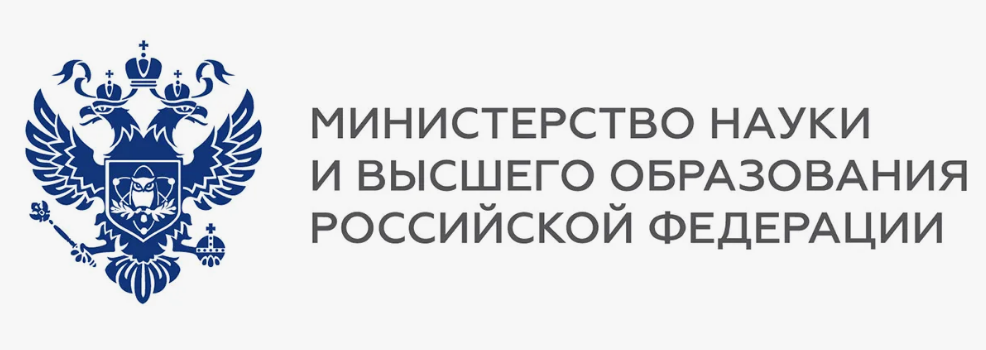 МИНИСТЕРСТВО НАУКИ
И ВЫСШЕГО ОБРАЗОВАНИЯ
РОССИЙСКОЙ ФЕДЕРАЦИИ